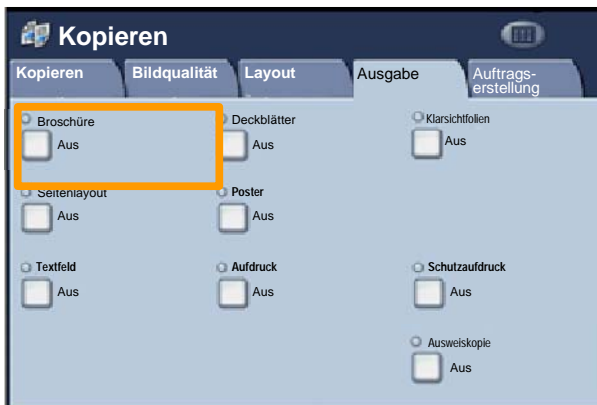 Kopieren
Kopieren Bildqualität Layout Ausgabe Auftrags-
erstellung
Broschüre Deckblätter Klarsichtfolien
Aus Aus Aus
Seitenlayout Poster
Aus Aus
Textfeld Aufdruck Schutzaufdruck
Aus Aus Aus
Ausweiskopie
Aus